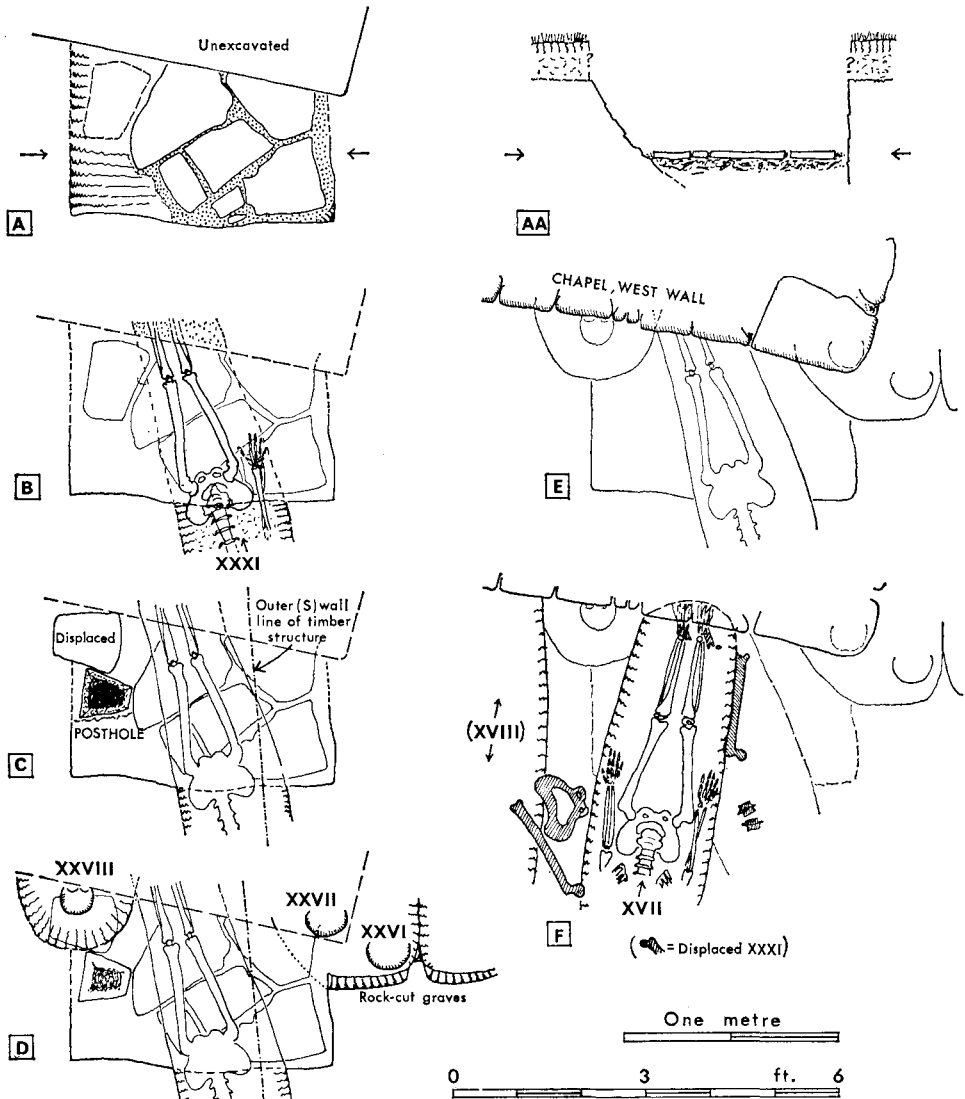 Unexcavated
?
?
A
AA
CHAPEL, WEST WALL
B
XXXI
E
Outer (S) wall
line of timber
structure
Displaced
POSTHOLE
C
(XVIII)
XXVIII
XXVII
XXVI
Rock-cut graves
D
XVII
F
( = Displaced XXXI)
One metre
0 3 ft. 6